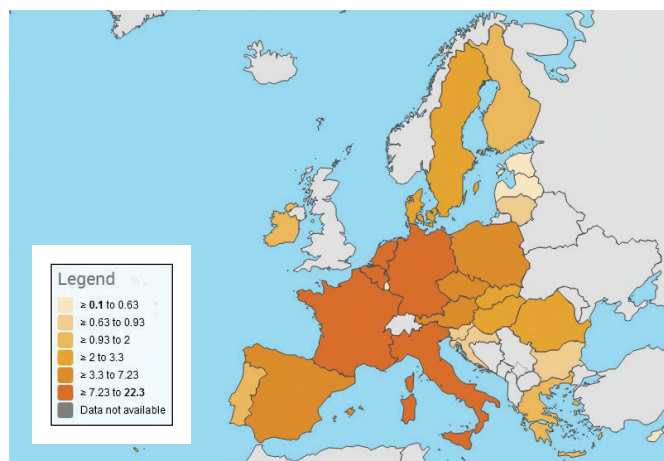 Legend
≥ 0.1 to 0.63
≥ 0.63 to 0.93
≥ 0.93 to 2
≥ 2 to 3.3
≥ 3.3 to 7.23
≥ 7.23 to 22.3
Data not available